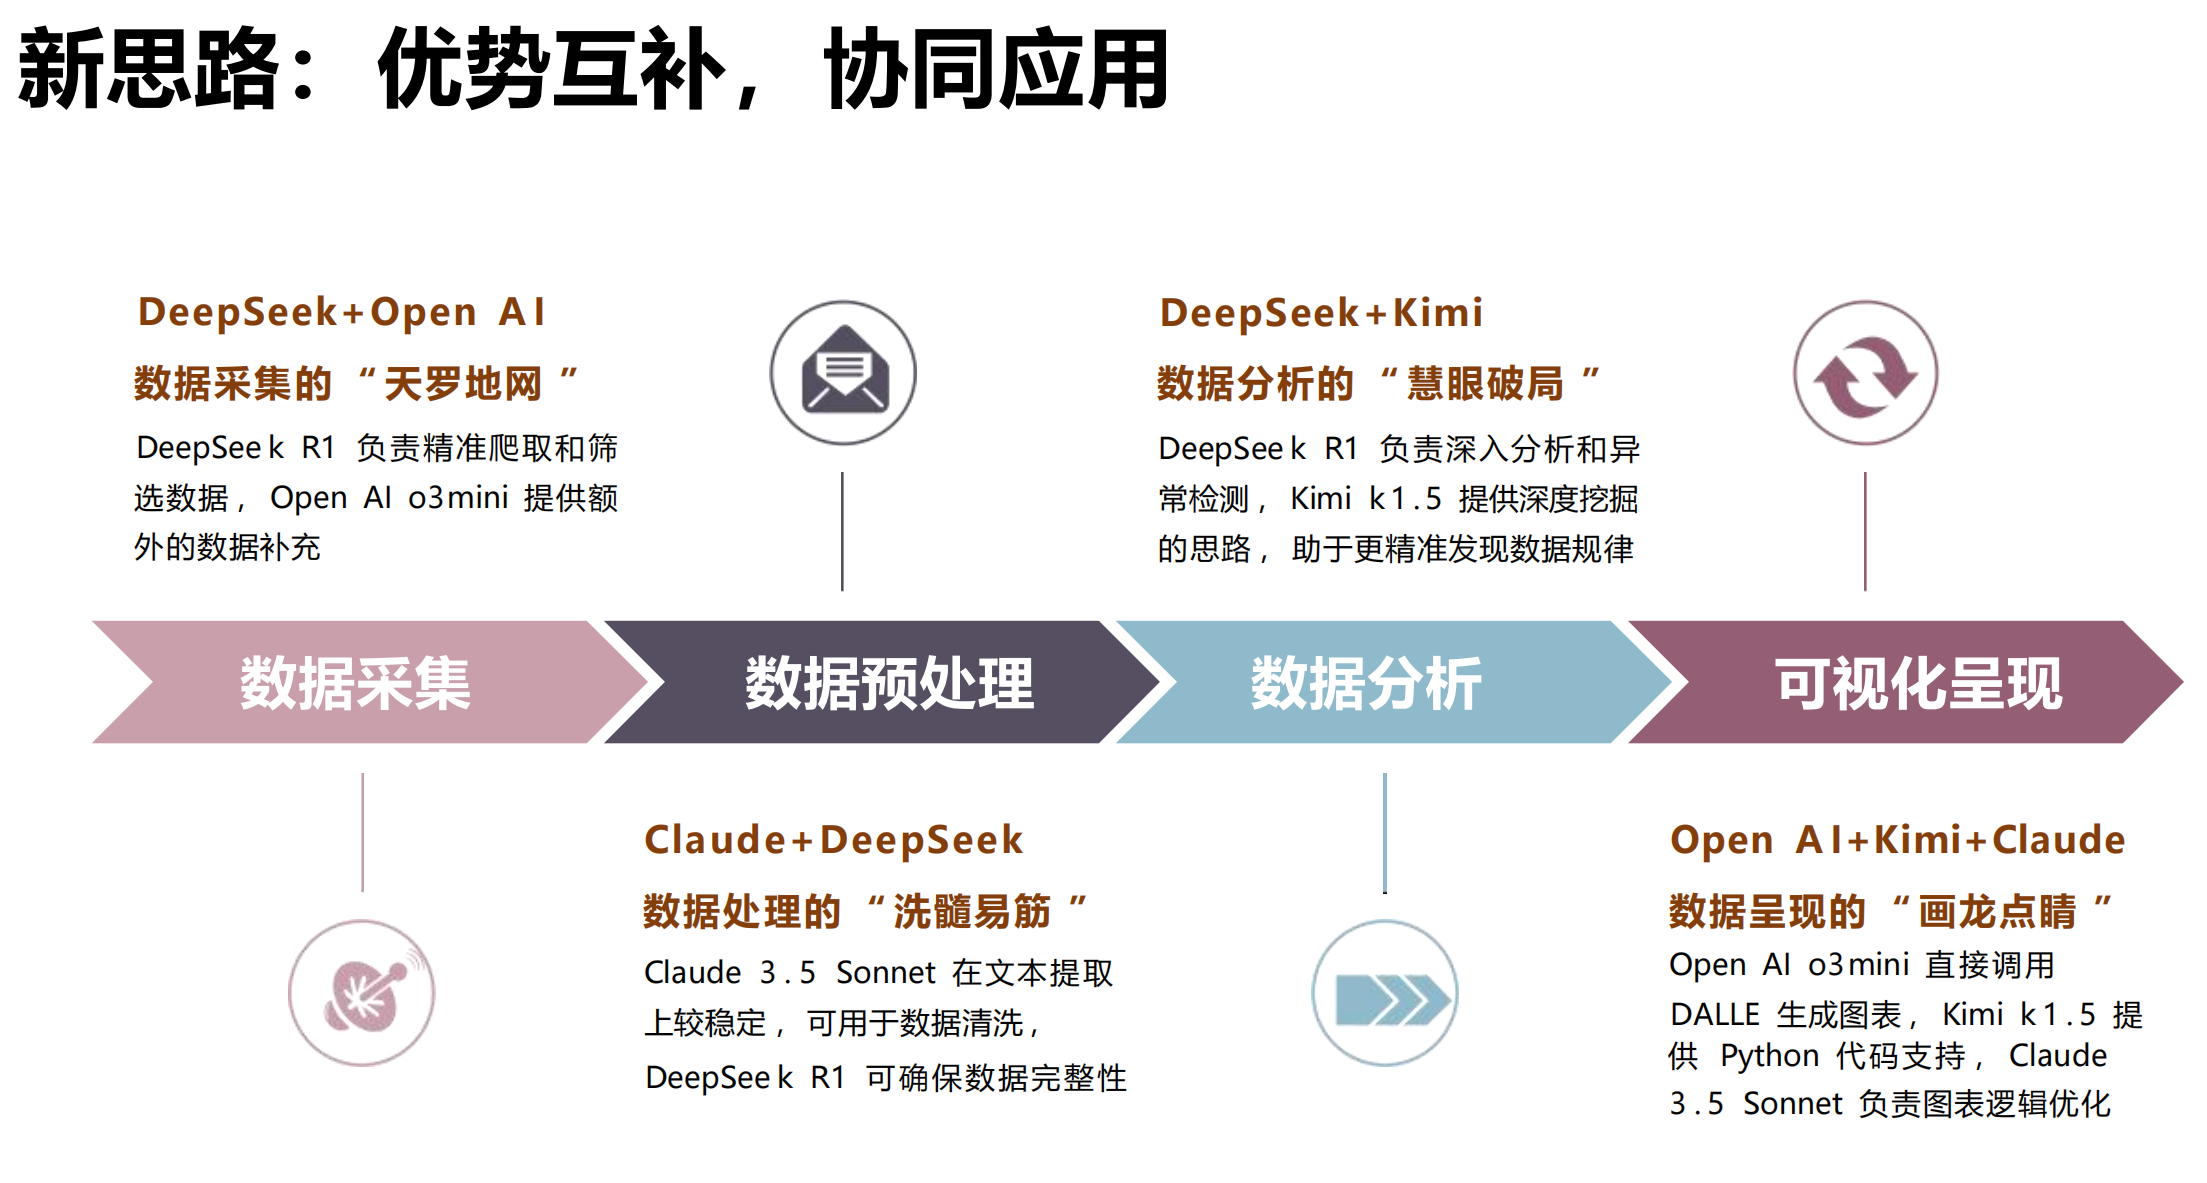 新思路：优势互补，协同应用
DeepSeek+Open AI
数据采集的“天罗地网”
DeepSeek R1 负责精准爬取和筛
选数据，Open AI o3mini 提供额
外的数据补充
DeepSeek+Kimi
数据分析的“慧眼破局”
DeepSeek R1 负责深入分析和异
常检测，Kimi k1.5 提供深度挖掘
的思路，助于更精准发现数据规律
数据采集
数据预处理
数据分析
可视化呈现
Claude+DeepSeek
数据处理的“洗髓易筋”
Claude 3.5 Sonnet 在文本提取
上较稳定，可用于数据清洗，
DeepSeek R1 可确保数据完整性
Open AI+Kimi+Claude
数据呈现的“画龙点睛”
Open AI o3mini 直接调用
DALLE 生成图表，Kimi k1.5 提
供 Python 代码支持，Claude
3.5 Sonnet 负责图表逻辑优化